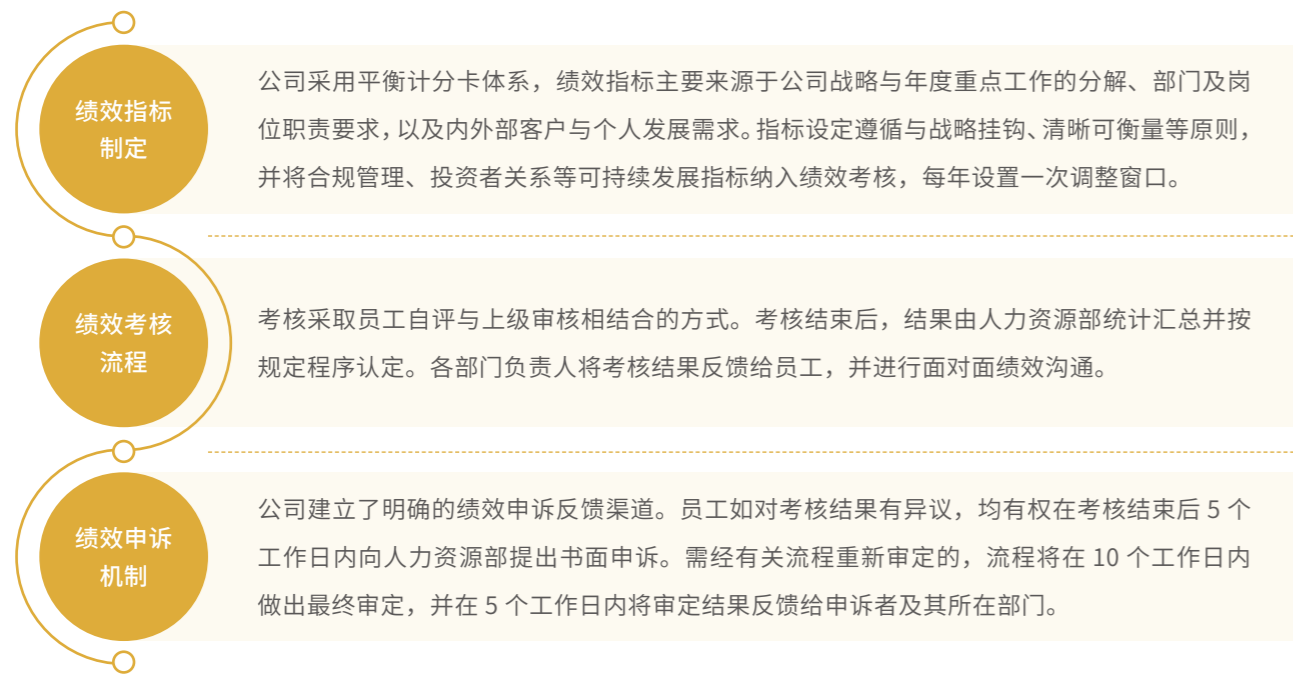 绩效指标
制定
公司采用平衡计分卡体系，绩效指标主要来源于公司战略与年度重点工作的分解、部门及岗
位职责要求，以及内外部客户与个人发展需求。指标设定遵循与战略挂钩、清晰可衡量等原则，
并将合规管理、投资者关系等可持续发展指标纳入绩效考核，每年设置一次调整窗口。
绩效考核
流程
考核采取员工自评与上级审核相结合的方式。考核结束后，结果由人力资源部统计汇总并按
规定程序认定。各部门负责人将考核结果反馈给员工，并进行面对面绩效沟通。
绩效申诉
机制
公司建立了明确的绩效申诉反馈渠道。员工如对考核结果有异议，均有权在考核结束后 5 个
工作日内向人力资源部提出书面申诉。需经有关流程重新审定的，流程将在 10 个工作日内
做出最终审定，并在 5 个工作日内将审定结果反馈给申诉者及其所在部门。